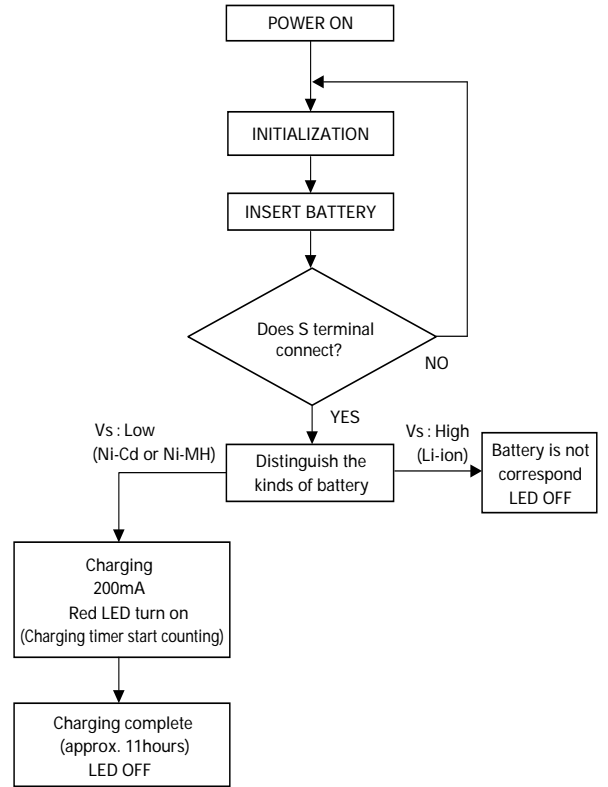 POWER ON
INITIALIZATION
INSERT BATTERY
Does S terminal
connect?
NO
YES
Vs : Low
(Ni-Cd or Ni-MH)
Distinguish the
kinds of battery
Vs : High
(Li-ion)
Battery is not
correspond
LED OFF
Charging
200mA
Red LED turn on
(Charging timer start counting)
Charging complete
(approx. 11hours)
LED OFF